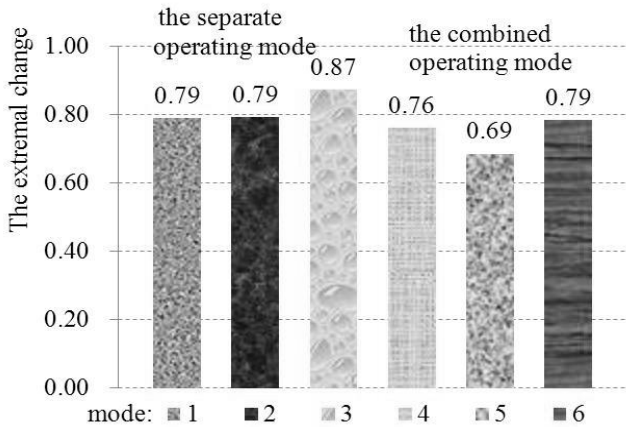 the separate
operating mode
the combined
operating mode
The extremal change
1.00
0.80
0.60
0.40
0.20
0.00
0.79
0.79
0.87
0.76
0.69
0.79
mode: 1 2 3 4 5 6